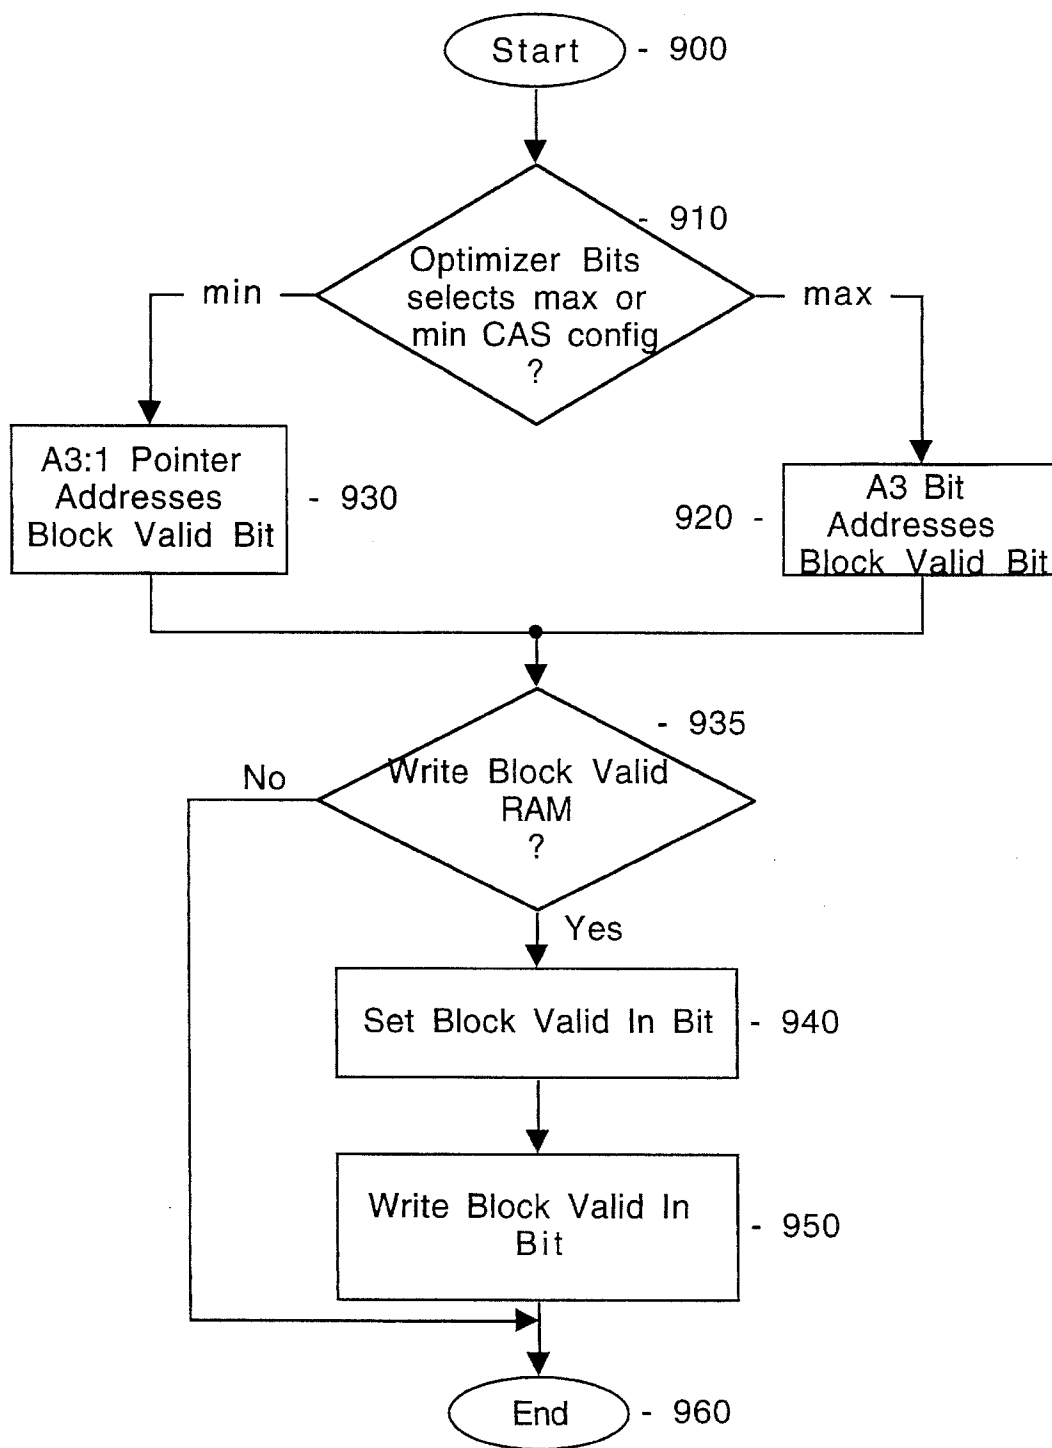 Start - 900
- 910
Optimizer Bits
selects max or
min CAS config
?
min
max
A3:1 Pointer
Addresses
Block Valid Bit
- 930
920 -
A3 Bit
Addresses
Block Valid Bit
- 935
Write Block Valid
RAM
?
No
Yes
Set Block Valid In Bit - 940
Write Block Valid In
Bit
- 950
End - 960